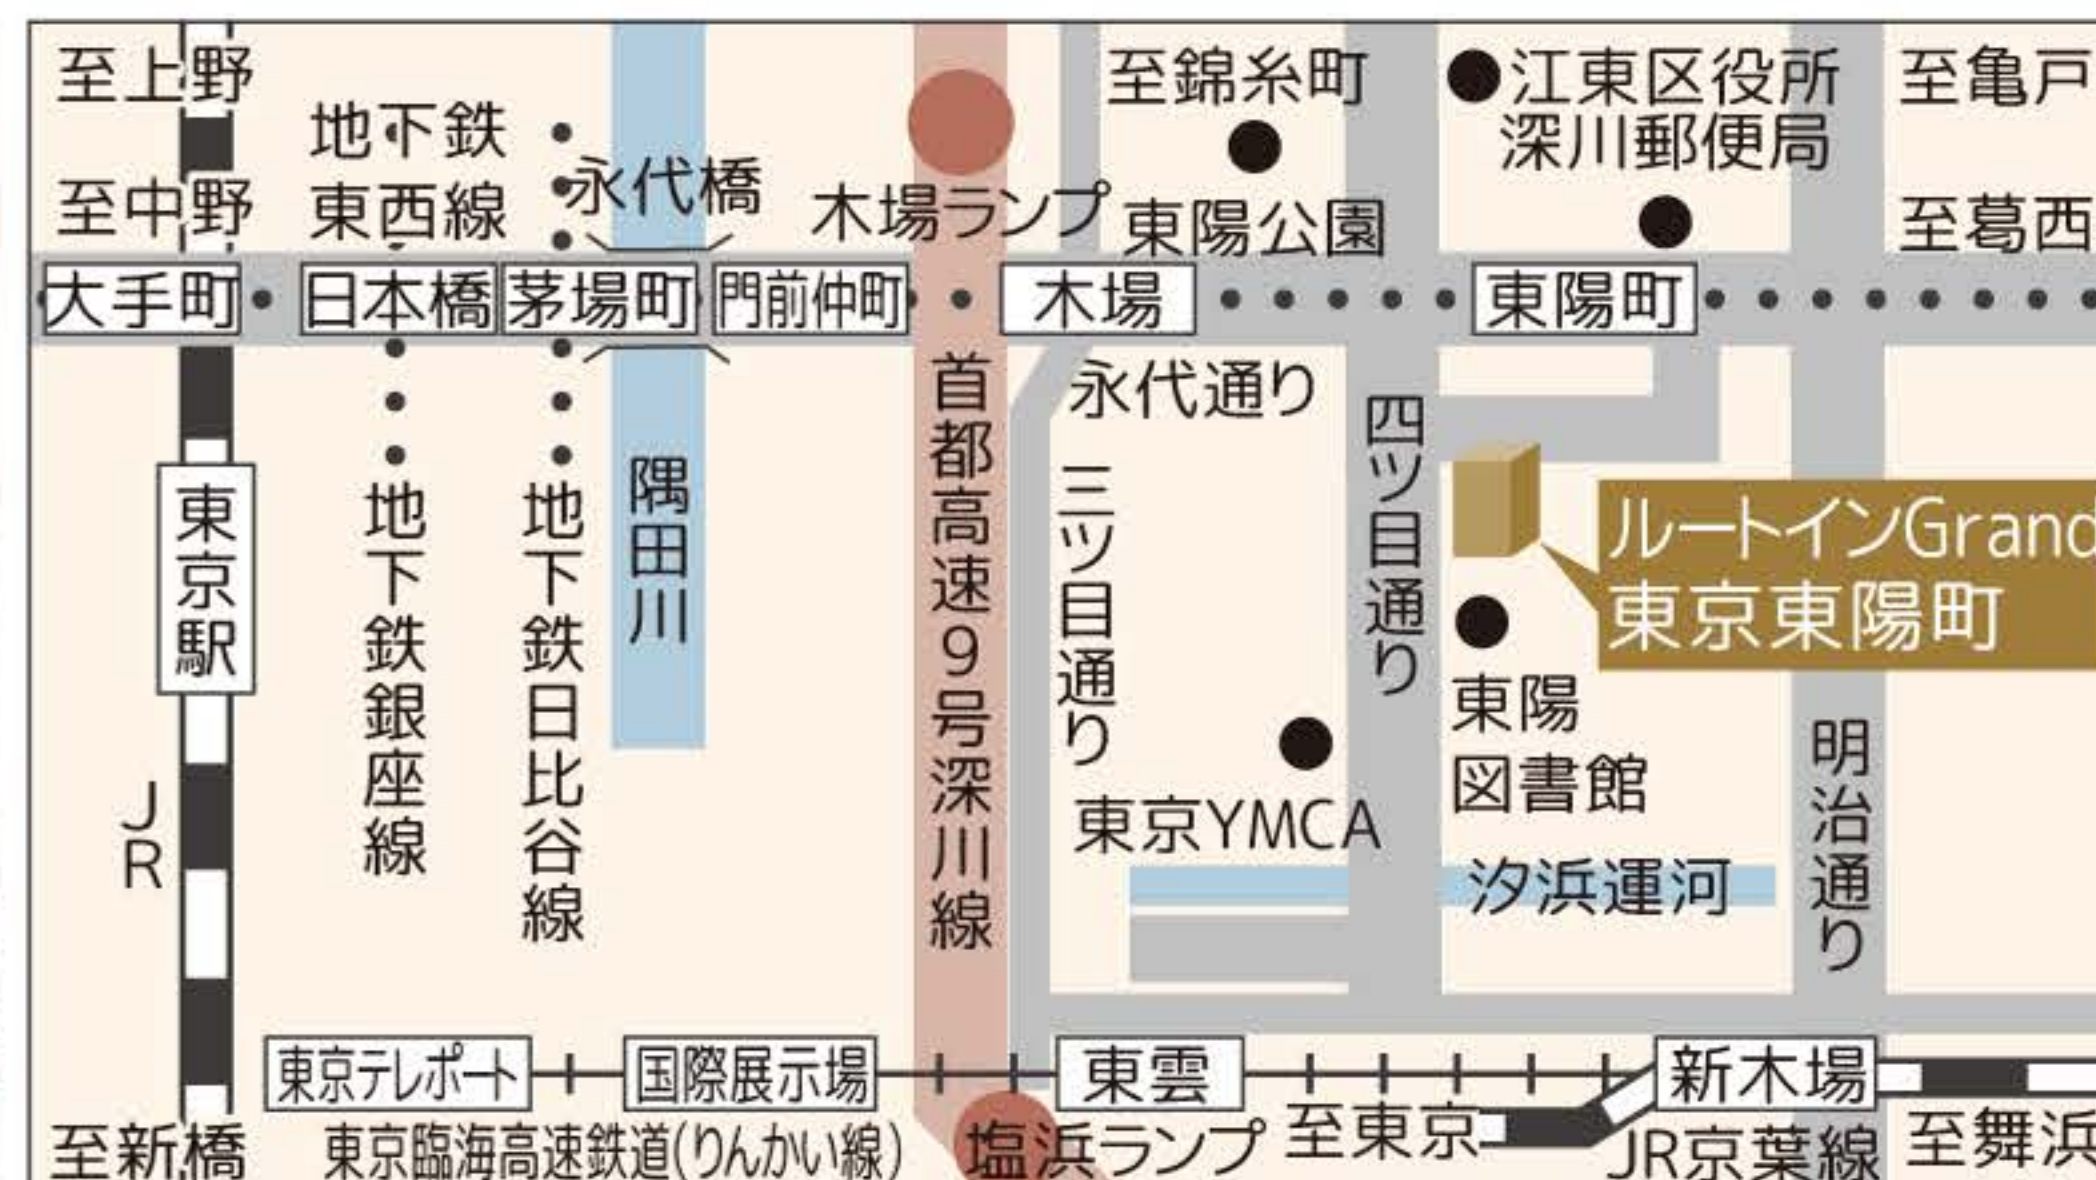 至上野
至中野
地下鉄
東西線
永代橋
木場ランプ
至錦糸町
東陽公園
江東区役所
深川郵便局
至亀戸
至葛西
大手町
日本橋
茅場町
門前仲町
木場
東陽町
永代通り
東京駅
地下鉄銀座線
地下鉄日比谷線
隅田川
首都高速9号深川線
三ツ目通り
四ツ目通り
ルートインGrand
東京東陽町
東陽
図書館
東京YMCA
汐浜運河
明治通り
JR
東京テレポート
国際展示場
東雲
新木場
至新橋
東京臨海高速鉄道(りんかい線)
塩浜ランプ
至東京
JR京葉線
至舞浜